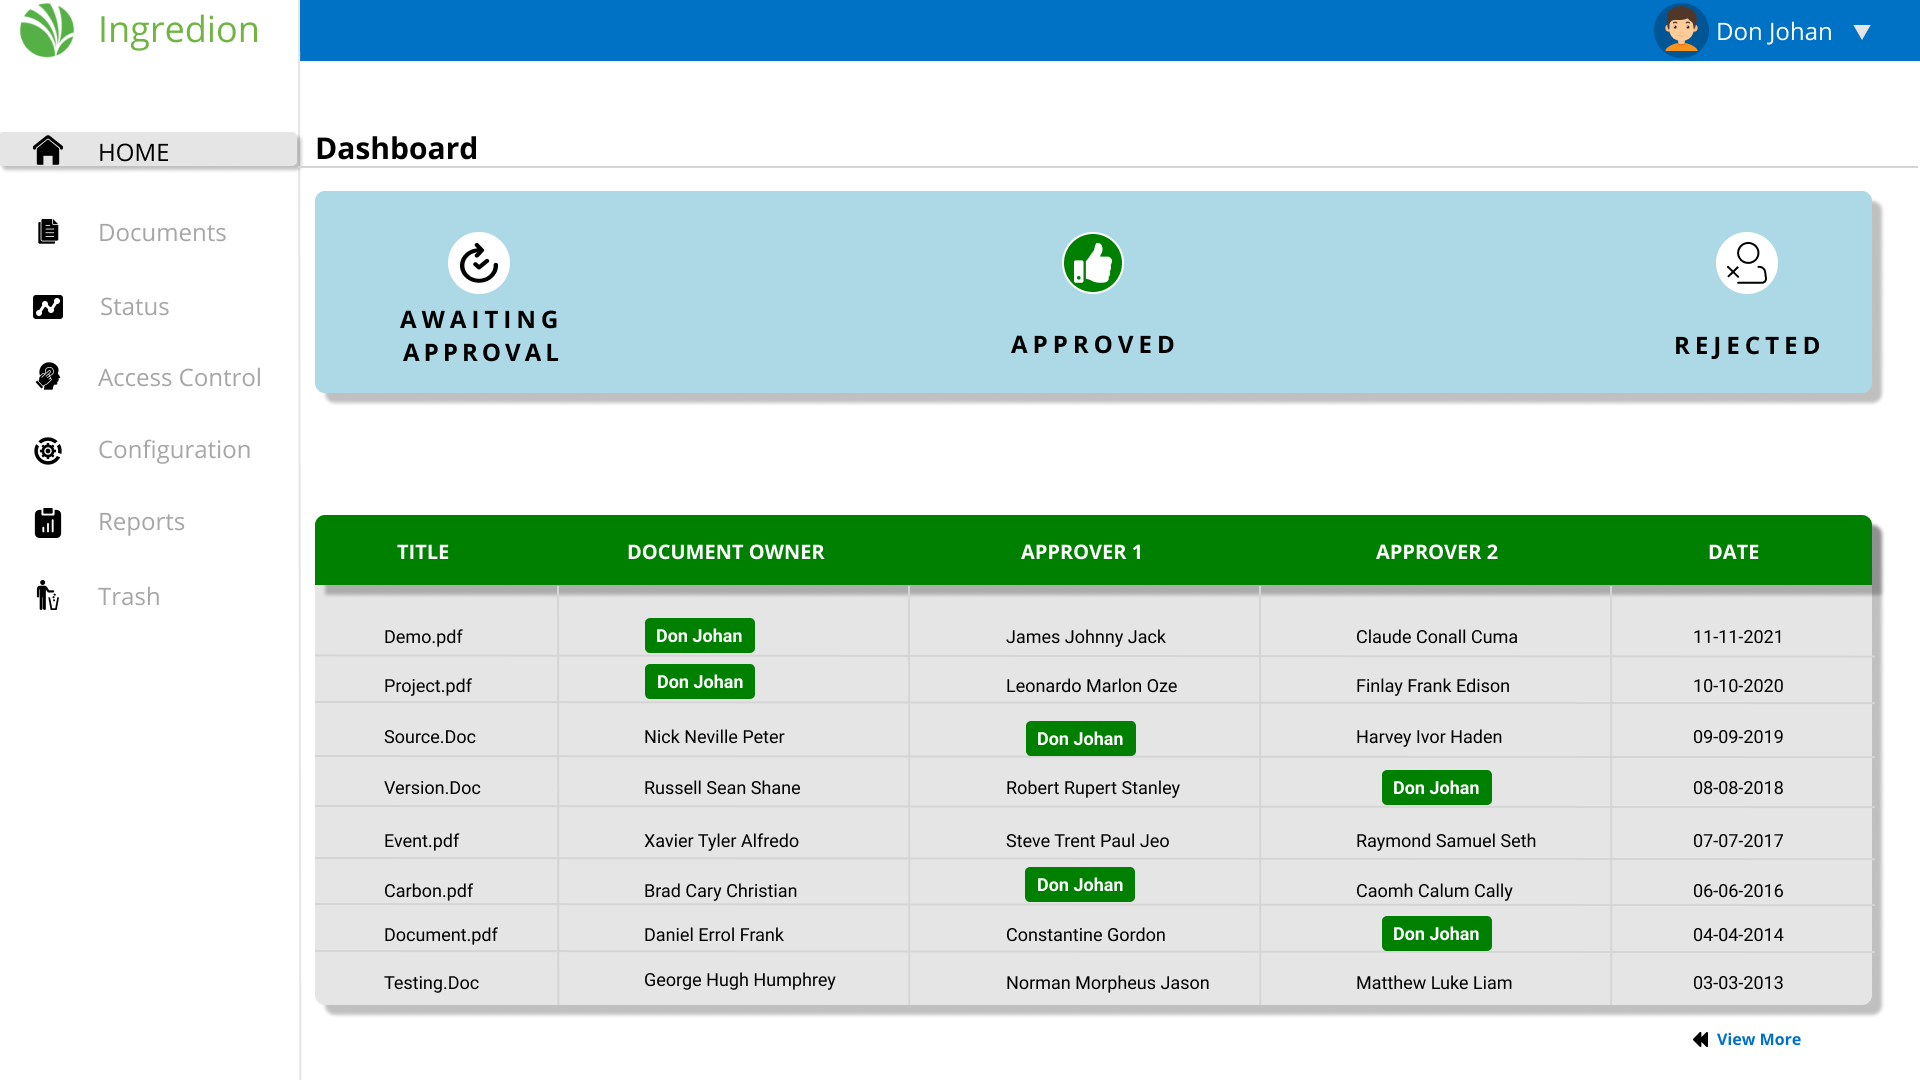 Ingredion
Don Johan
HOME
Dashboard
Documents
Status
Access Control
Configuration
Reports
Trash
AWAITING
APPROVAL
APPROVED
REJECTED
TITLE DOCUMENT OWNER APPROVER 1 APPROVER 2 DATE
Demo.pdf Don Johan James Johnny Jack Claude Conall Cuma 11-11-2021
Project.pdf Don Johan Leonardo Marlon Oze Finlay Frank Edison 10-10-2020
Source.Doc Nick Neville Peter Don Johan Harvey Ivor Haden 09-09-2019
Version.Doc Russell Sean Shane Robert Rupert Stanley Don Johan 08-08-2018
Event.pdf Xavier Tyler Alfredo Steve Trent Paul Jeo Raymond Samuel Seth 07-07-2017
Carbon.pdf Brad Cary Christian Don Johan Caomh Calum Cally 06-06-2016
Document.pdf Daniel Errol Frank Constantine Gordon Don Johan 04-04-2014
Testing.Doc George Hugh Humphrey Norman Morpheus Jason Matthew Luke Liam 03-03-2013
View More